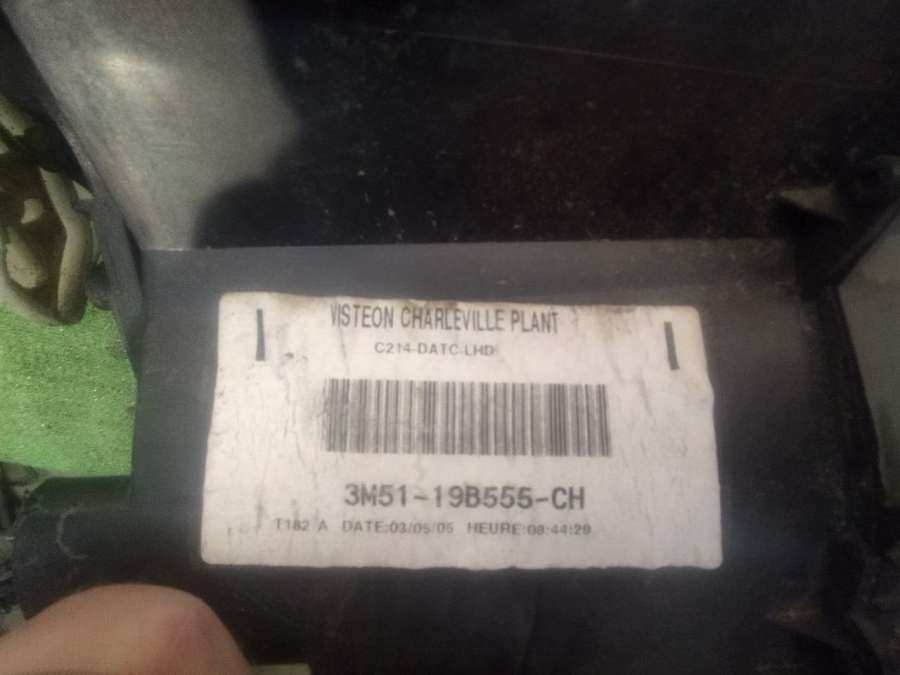 VISTEON CHARLEVILLE PLANT
C214-DATC-LHD
3M51-19B555-CH
T182 A DATE:03/05/05 HEURE:08:44:29